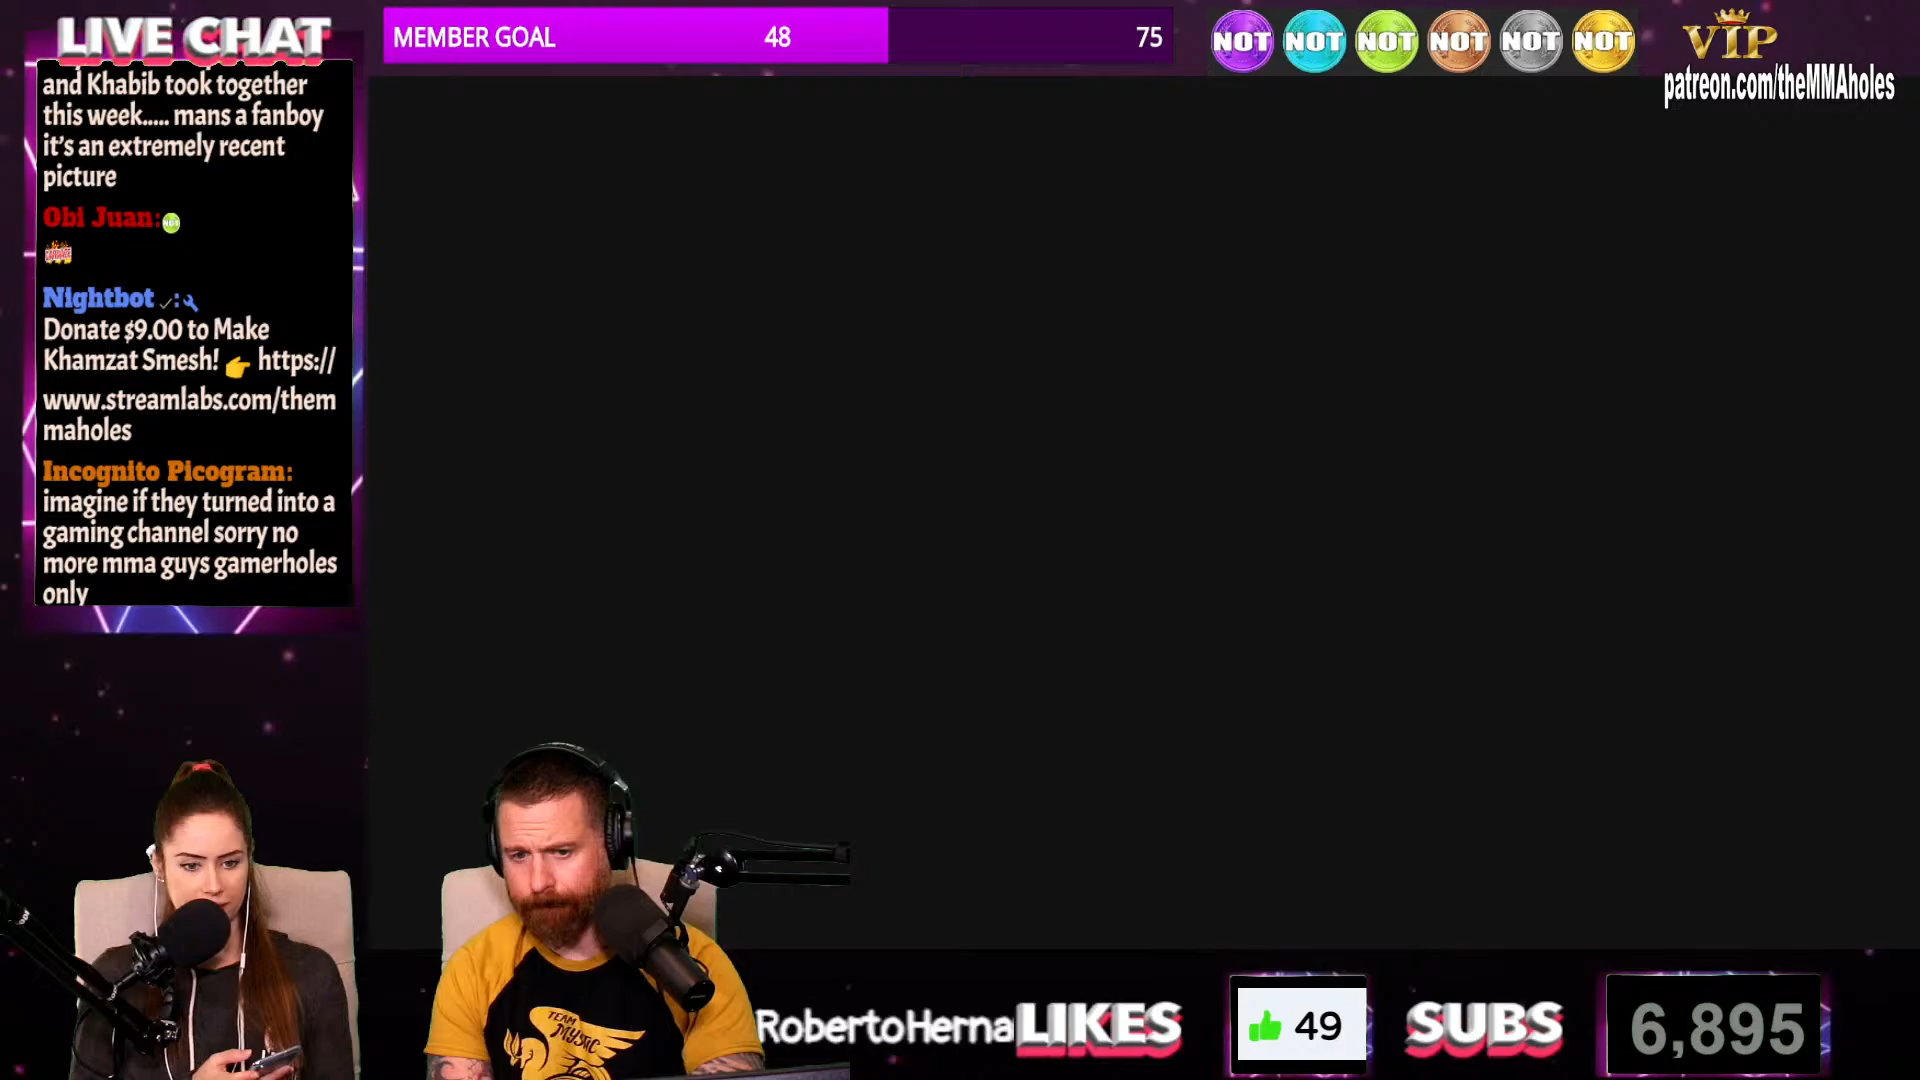 LIVE CHAT
and Khabib took together
this week..... mans a fanboy
it's an extremely recent
picture
Obi Juan:
Nightbot :
Donate $9.00 to Make
Khamzat Smesh! 👉 https://
www.streamlabs.com/them
maholes
Incognito Picogram:
imagine if they turned into a
gaming channel sorry no
more mma guys gamerholes
only
MEMBER GOAL 48 75
NOT NOT NOT NOT NOT NOT
VIP
patreon.com/theMMAholes
TEAM
MYSTIC
RobertoHerna
LIKES
49
SUBS
6,895